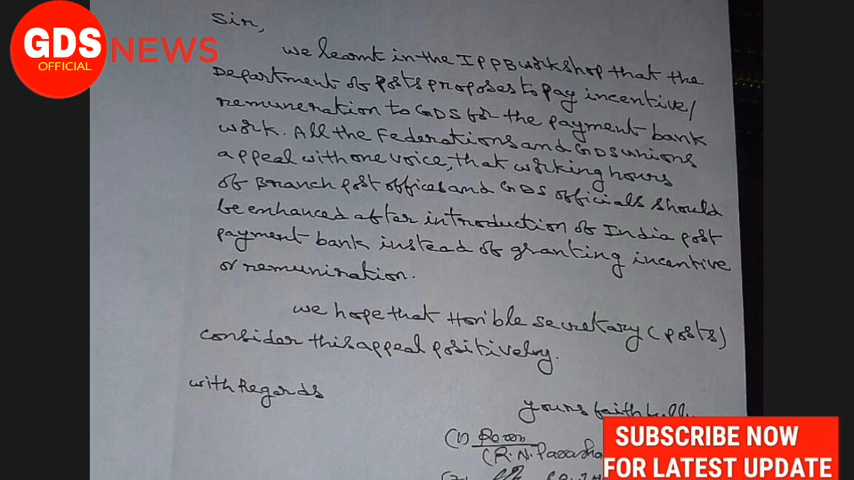 GDS
OFFICIAL
NEWS
Sir,
We learnt in the IPPB workshop that the
Department of Posts proposes to pay incentive/
remuneration to GDS for the payment bank
work. All the Federations and GDS unions
appeal with one voice, that working hours
of Branch post offices and GDS officials should
be enhanced after introduction of India post
payment bank instead of granting incentive
or remuniration.
We hope that Hon'ble Secretary (posts)
consider this appeal positively.
With Regards
yours faithfully
(1)
(R.N.
(2)
SUBSCRIBE NOW
FOR LATEST UPDATE